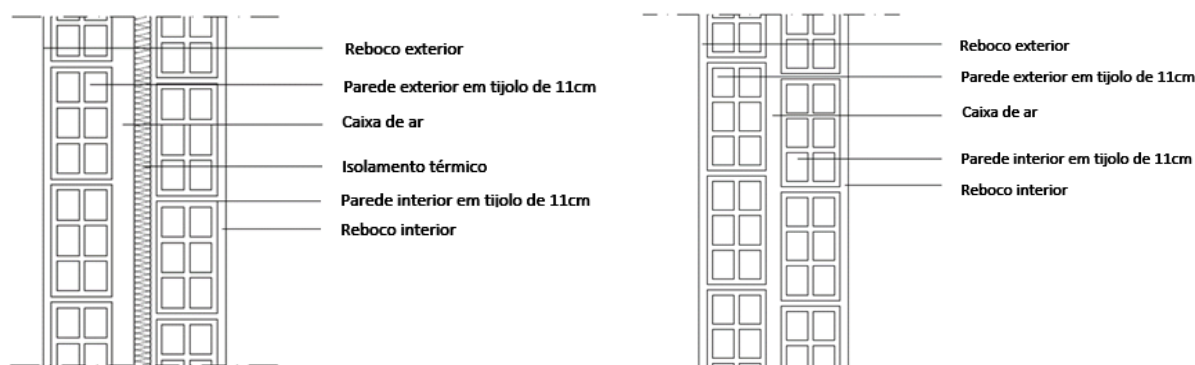 Reboco exterior
Parede exterior em tijolo de 11cm
Caixa de ar
Isolamento térmico
Parede interior em tijolo de 11cm
Reboco interior
Reboco exterior
Parede exterior em tijolo de 11cm
Caixa de ar
Parede interior em tijolo de 11cm
Reboco interior